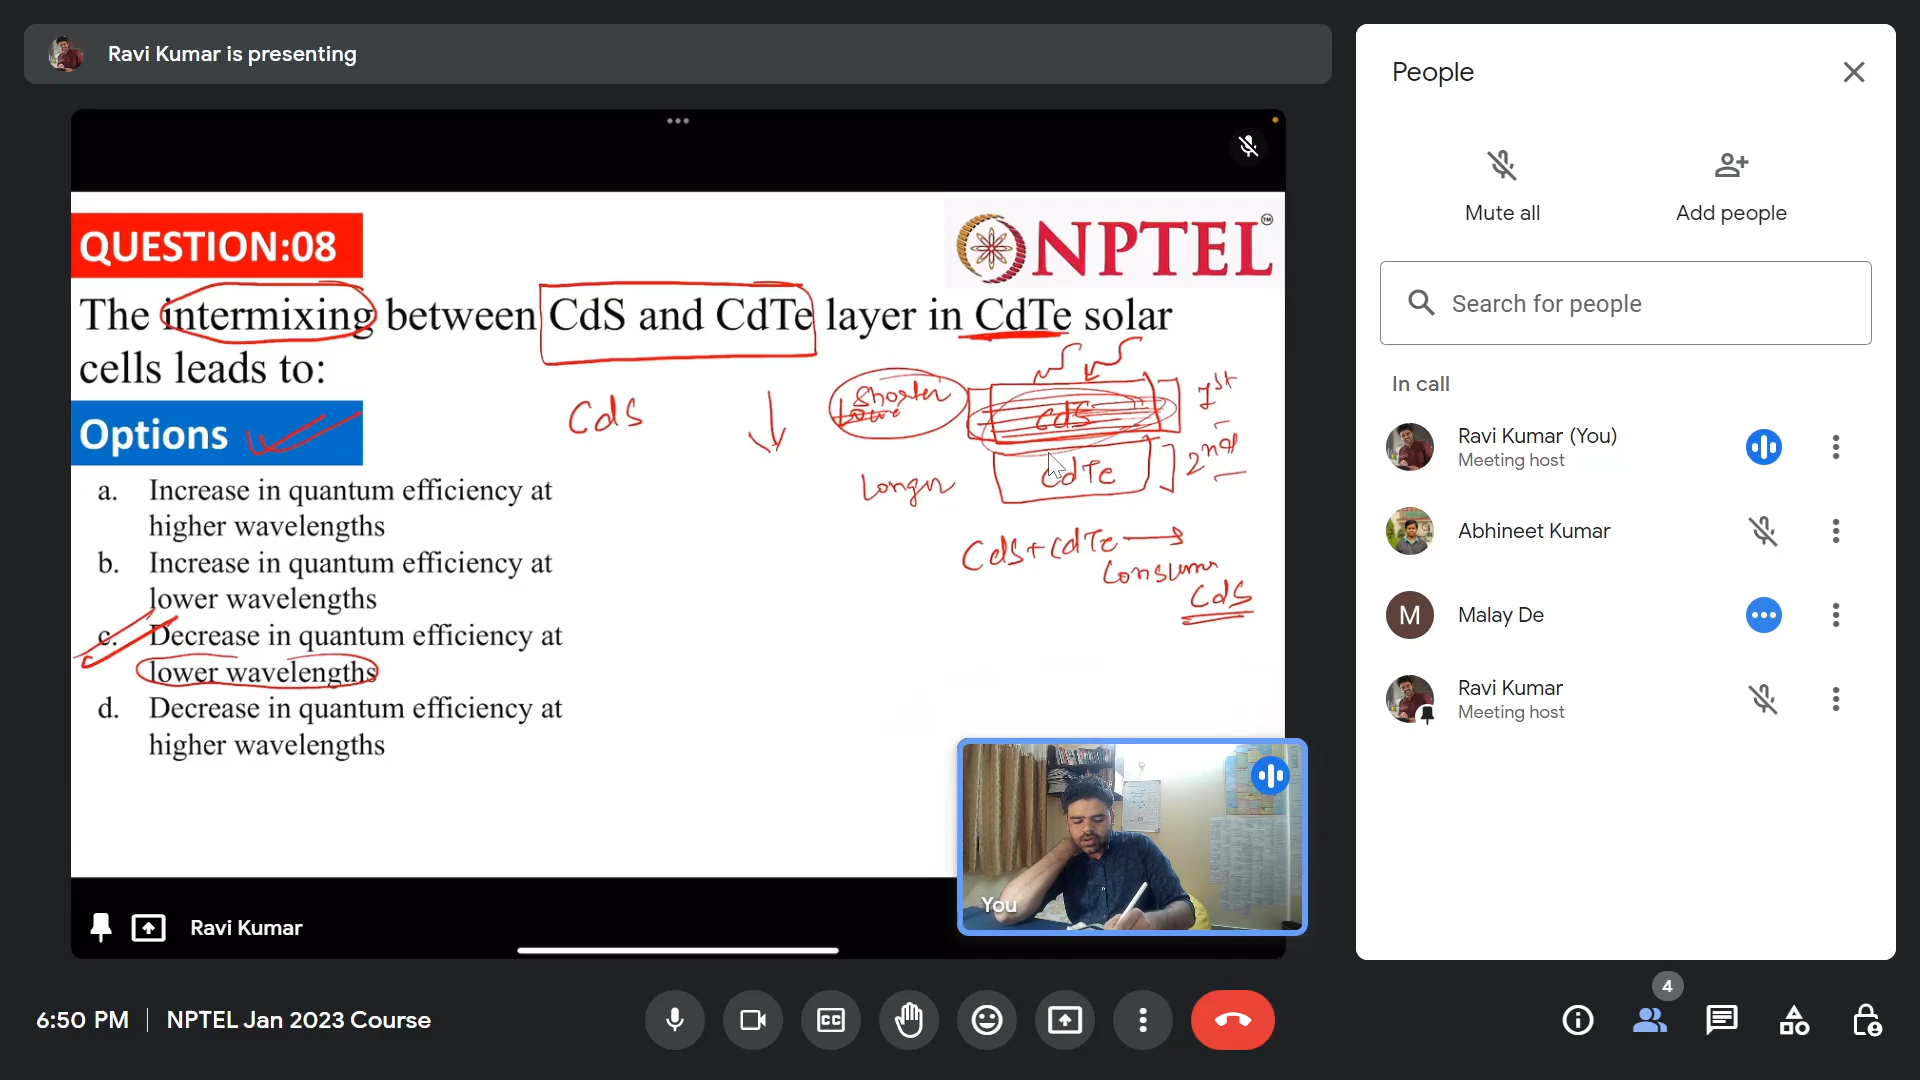 Ravi Kumar is presenting
QUESTION:08
NPTEL
TM
The intermixing between CdS and CdTe layer in CdTe solar
cells leads to:
Options
a. Increase in quantum efficiency at
higher wavelengths
b. Increase in quantum efficiency at
lower wavelengths
c. Decrease in quantum efficiency at
lower wavelengths
d. Decrease in quantum efficiency at
higher wavelengths
CdS
Shorter
CdS
1st
Longer
CdTe
2nd
CdS+CdTe
Consume
CdS
You
Ravi Kumar
6:50 PM
NPTEL Jan 2023 Course
CC
People
Mute all
Add people
Search for people
In call
Ravi Kumar (You)
Meeting host
Abhineet Kumar
M
Malay De
Ravi Kumar
Meeting host
4